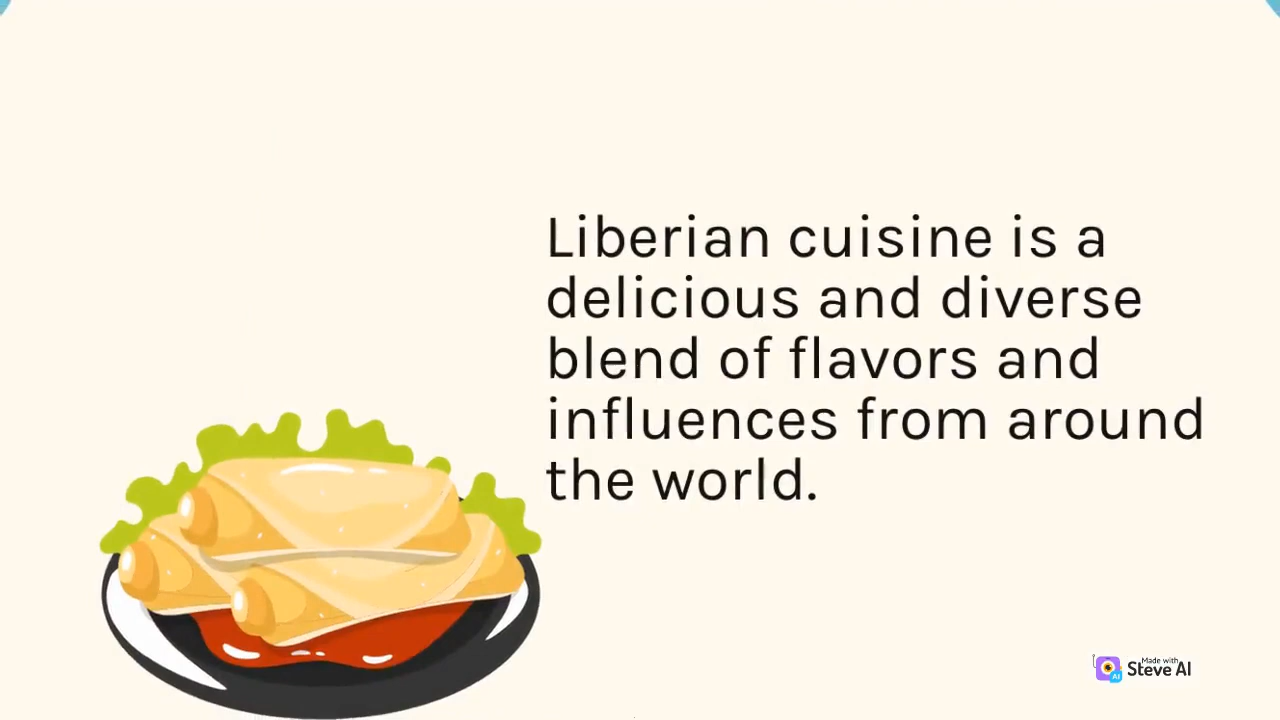 Liberian cuisine is a
delicious and diverse
blend of flavors and
influences from around
the world.
Made with
Steve AI
AI